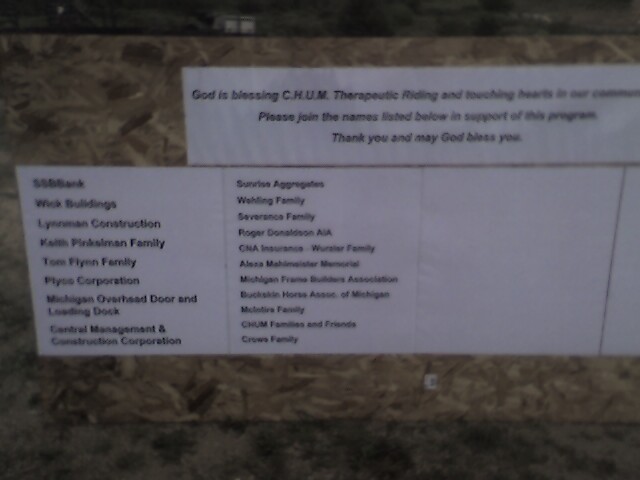 God is blessing C.H.U.M. Therapeutic Riding and touching hearts in our
Please join the names listed below in support of this program.
Thank you and may God bless you.
SSBBank
Wick Buildings
Lynnman Construction
Keith Pinkelman Family
Tom Flynn Family
Plyco Corporation
Michigan Overhead Door and
Loading Dock
Central Management &
Construction Corporation
Sunrise Aggregates
Wehling Family
Severance Family
Roger Donaldson AIA
CNA Insurance - Wurster Family
Memorial
Michigan Frame Builders Association
Buckskin Horse Assoc. of Michigan
McIntire Family
CHUM Families and Friends
Crowe Family